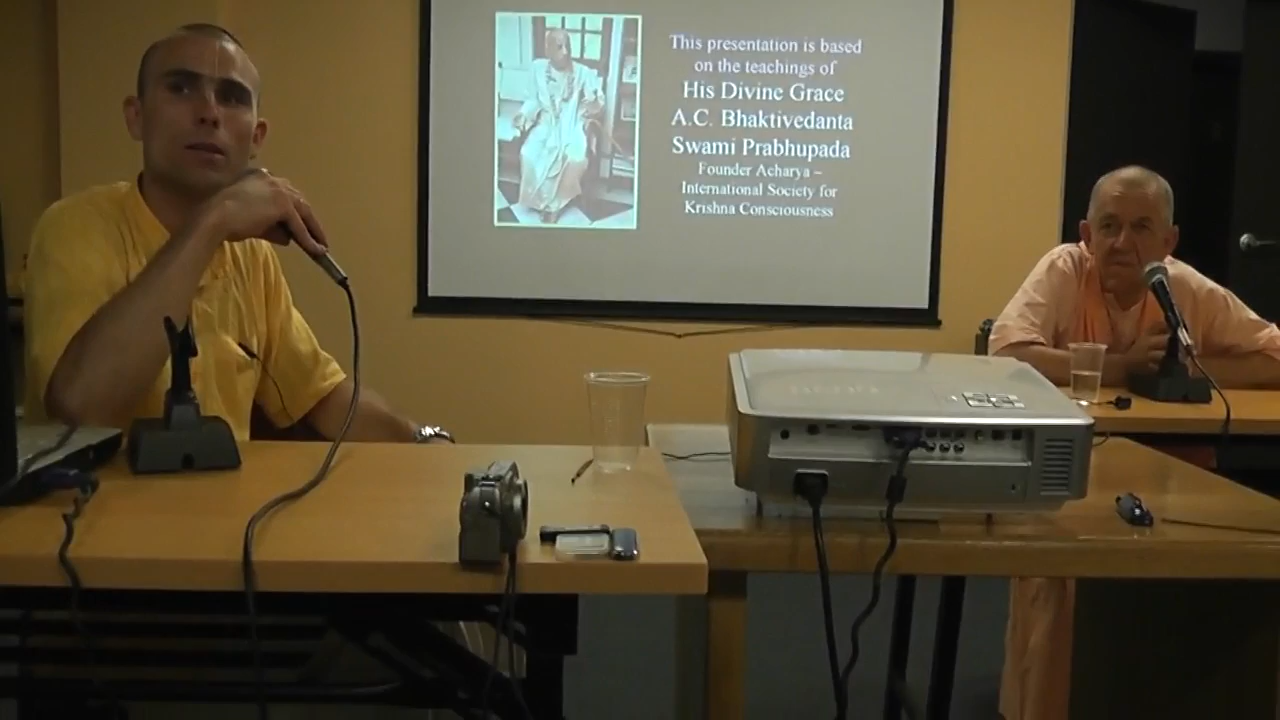 This presentation is based
on the teachings of
His Divine Grace
A.C. Bhaktivedanta
Swami Prabhupada
Founder Acharya –
International Society for
Krishna Consciousness